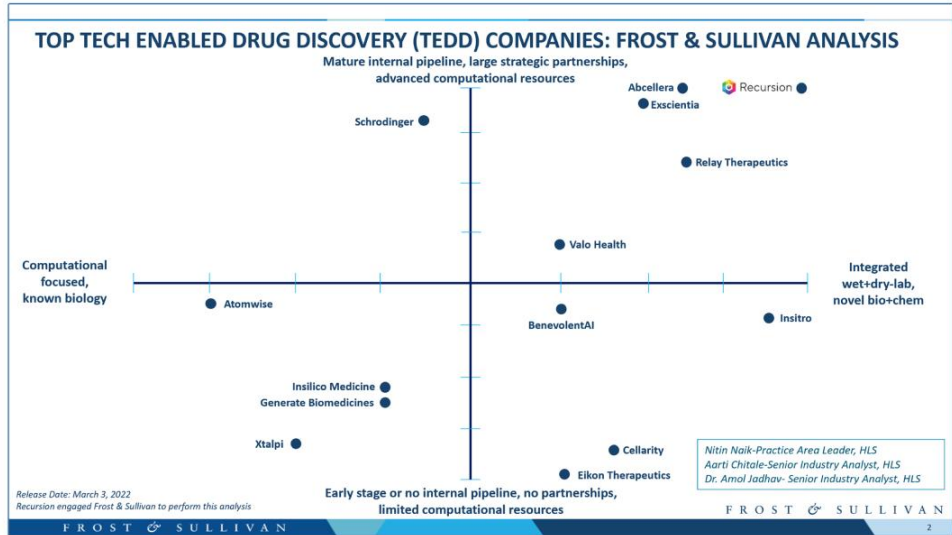 TOP TECH ENABLED DRUG DISCOVERY (TEDD) COMPANIES: FROST & SULLIVAN ANALYSIS
Mature internal pipeline, large strategic partnerships,
advanced computational resources
Abcellera
Recursion
Exscientia
Schrodinger
Relay Therapeutics
Valo Health
Computational
focused,
known biology
Integrated
wet+dry-lab,
novel bio+chem
Atomwise
BenevolentAI
Insitro
Insilico Medicine
Generate Biomedicines
Xtalpi
Cellarity
Eikon Therapeutics
Nitin Naik-Practice Area Leader, HLS
Aarti Chitale-Senior Industry Analyst, HLS
Dr. Amol Jadhav- Senior Industry Analyst, HLS
Early stage or no internal pipeline, no partnerships,
limited computational resources
Release Date: March 3, 2022
Recursion engaged Frost & Sullivan to perform this analysis
FROST & SULLIVAN
FROST & SULLIVAN
2